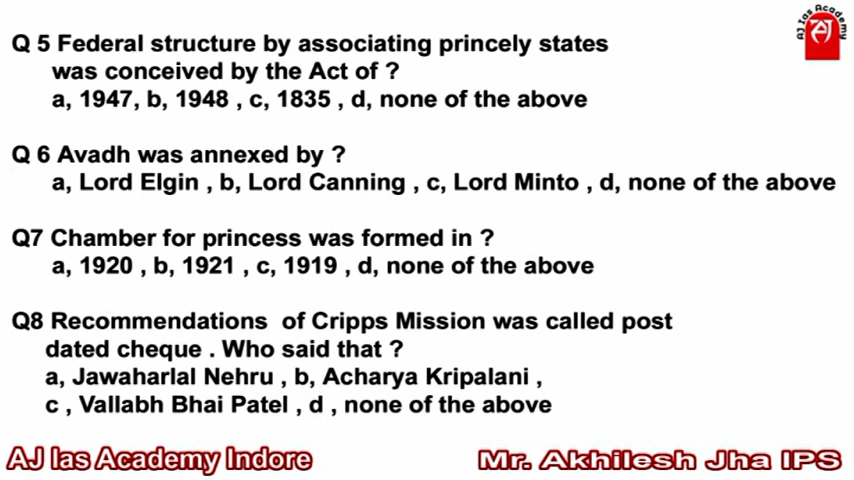 AJ Ias Academy
AJ
Q 5 Federal structure by associating princely states
was conceived by the Act of ?
a, 1947, b, 1948 , c, 1835 , d, none of the above
Q 6 Avadh was annexed by ?
a, Lord Elgin , b, Lord Canning , c, Lord Minto , d, none of the above
Q7 Chamber for princess was formed in ?
a, 1920 , b, 1921 , c, 1919 , d, none of the above
Q8 Recommendations of Cripps Mission was called post
dated cheque . Who said that ?
a, Jawaharlal Nehru , b, Acharya Kripalani ,
c , Vallabh Bhai Patel , d , none of the above
AJ Ias Academy Indore
Mr. Akhilesh Jha IPS